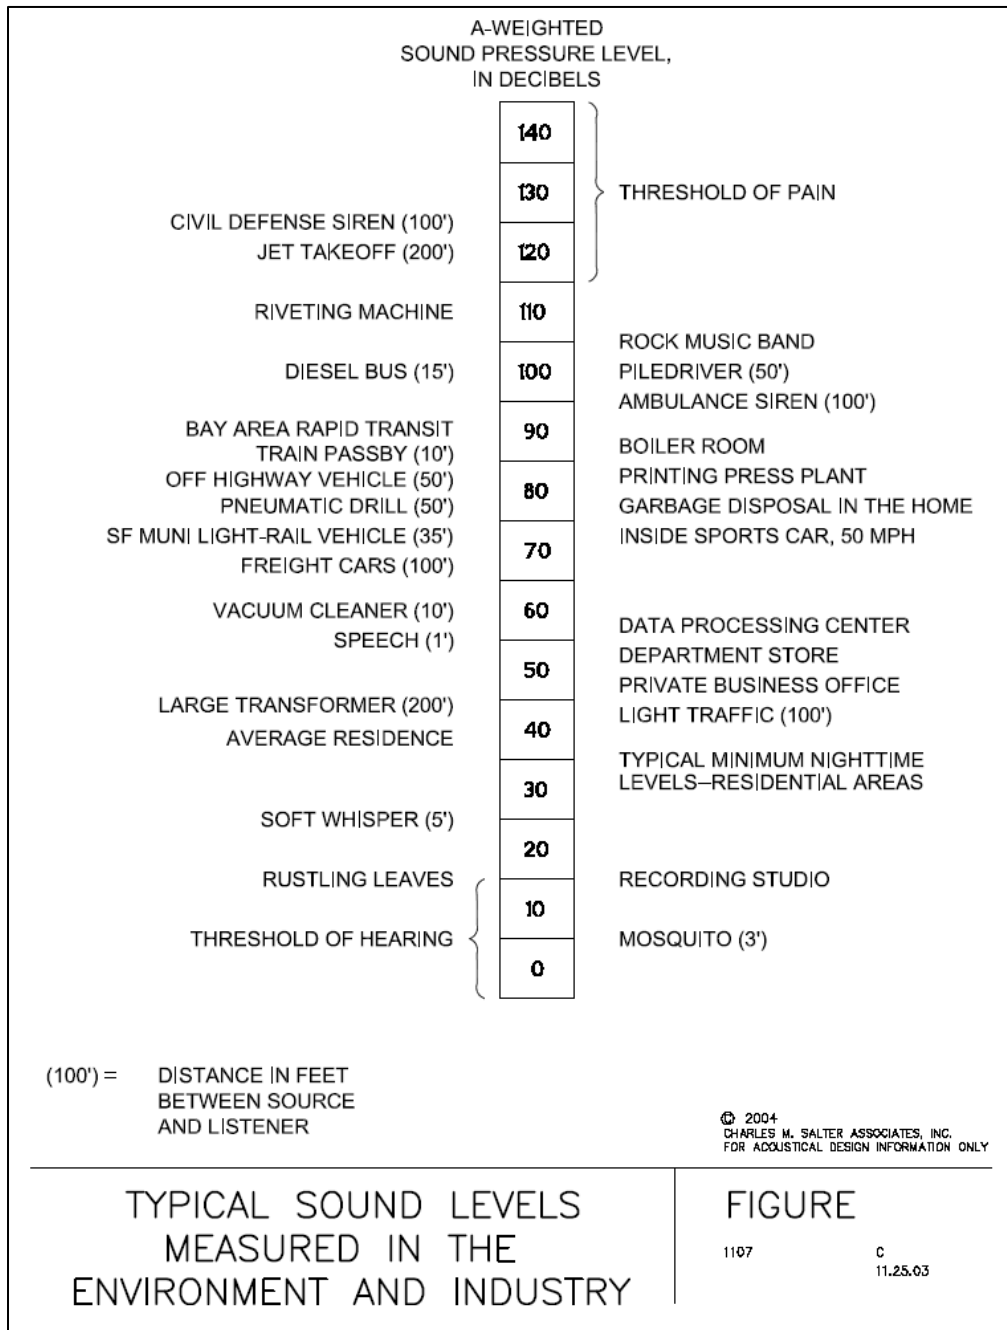 A-WEIGHTED
SOUND PRESSURE LEVEL,
IN DECIBELS
140
130
THRESHOLD OF PAIN
CIVIL DEFENSE SIREN (100')
JET TAKEOFF (200')
120
RIVETING MACHINE
110
ROCK MUSIC BAND
DIESEL BUS (15')
100
PILEDRIVER (50')
AMBULANCE SIREN (100')
BAY AREA RAPID TRANSIT
TRAIN PASSBY (10')
90
BOILER ROOM
OFF HIGHWAY VEHICLE (50')
PNEUMATIC DRILL (50')
80
PRINTING PRESS PLANT
GARBAGE DISPOSAL IN THE HOME
SF MUNI LIGHT-RAIL VEHICLE (35')
FREIGHT CARS (100')
70
INSIDE SPORTS CAR, 50 MPH
VACUUM CLEANER (10')
SPEECH (1')
60
DATA PROCESSING CENTER
DEPARTMENT STORE
50
PRIVATE BUSINESS OFFICE
LARGE TRANSFORMER (200')
AVERAGE RESIDENCE
40
LIGHT TRAFFIC (100')
TYPICAL MINIMUM NIGHTTIME
LEVELS–RESIDENTIAL AREAS
30
SOFT WHISPER (5')
20
RUSTLING LEAVES
RECORDING STUDIO
10
THRESHOLD OF HEARING
MOSQUITO (3')
0
(100') = DISTANCE IN FEET
BETWEEN SOURCE
AND LISTENER
© 2004
CHARLES M. SALTER ASSOCIATES, INC.
FOR ACOUSTICAL DESIGN INFORMATION ONLY
TYPICAL SOUND LEVELS
MEASURED IN THE
ENVIRONMENT AND INDUSTRY
FIGURE
1107 C
11.25.03